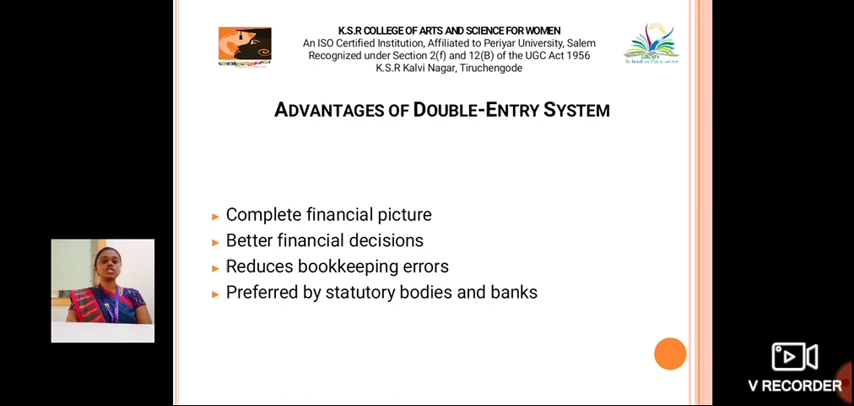 K.S.R COLLEGE OF ARTS AND SCIENCE FOR WOMEN
An ISO Certified Institution, Affiliated to Periyar University, Salem
Recognized under Section 2(f) and 12(B) of the UGC Act 1956
K.S.R Kalvi Nagar, Tiruchengode
ADVANTAGES OF DOUBLE-ENTRY SYSTEM
Complete financial picture
Better financial decisions
Reduces bookkeeping errors
Preferred by statutory bodies and banks
V RECORDER